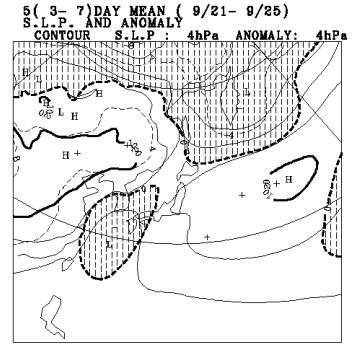 5( 3- 7)DAY MEAN ( 9/21- 9/25)
S.L.P. AND ANOMALY
CONTOUR S.L.P : 4hPa ANOMALY: 4hPa
H
L
H
L
H
H
H
L